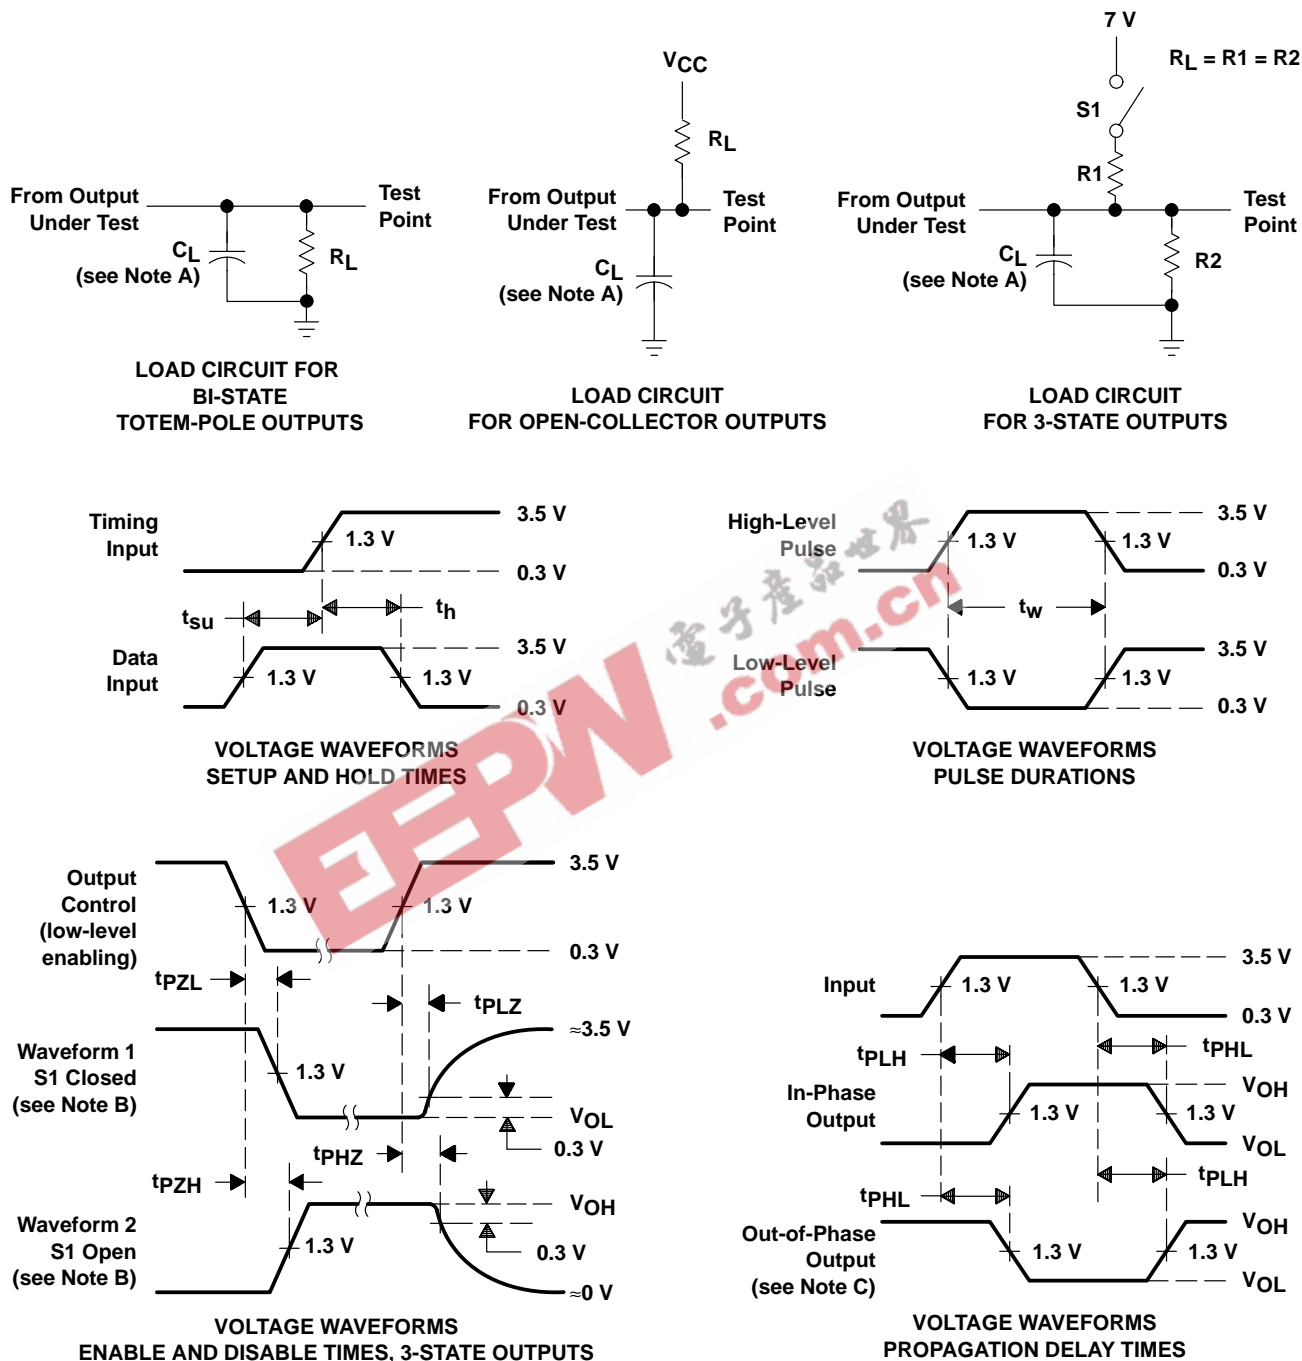 7 V
RL = R1 = R2
S1
R1
From Output
Under Test
Test
Point
CL
(see Note A)
R2
LOAD CIRCUIT
FOR 3-STATE OUTPUTS
VCC
RL
From Output
Under Test
Test
Point
CL
(see Note A)
LOAD CIRCUIT
FOR OPEN-COLLECTOR OUTPUTS
From Output
Under Test
Test
Point
CL
(see Note A)
RL
LOAD CIRCUIT FOR
BI-STATE
TOTEM-POLE OUTPUTS
Timing
Input
1.3 V
3.5 V
0.3 V
tsu
th
Data
Input
1.3 V
1.3 V
3.5 V
0.3 V
VOLTAGE WAVEFORMS
SETUP AND HOLD TIMES
High-Level
Pulse
1.3 V
1.3 V
3.5 V
0.3 V
tw
Low-Level
Pulse
1.3 V
1.3 V
3.5 V
0.3 V
VOLTAGE WAVEFORMS
PULSE DURATIONS
EEPW
.com.cn
電子產品世界
Output
Control
(low-level
enabling)
1.3 V
1.3 V
3.5 V
0.3 V
tPZL
tPLZ
Waveform 1
S1 Closed
(see Note B)
1.3 V
≈3.5 V
VOL
0.3 V
tPHZ
tPZH
Waveform 2
S1 Open
(see Note B)
1.3 V
VOH
0.3 V
≈0 V
VOLTAGE WAVEFORMS
ENABLE AND DISABLE TIMES, 3-STATE OUTPUTS
Input
1.3 V
1.3 V
3.5 V
0.3 V
tPLH
tPHL
In-Phase
Output
1.3 V
1.3 V
VOH
VOL
tPHL
tPLH
Out-of-Phase
Output
(see Note C)
1.3 V
1.3 V
VOH
VOL
VOLTAGE WAVEFORMS
PROPAGATION DELAY TIMES